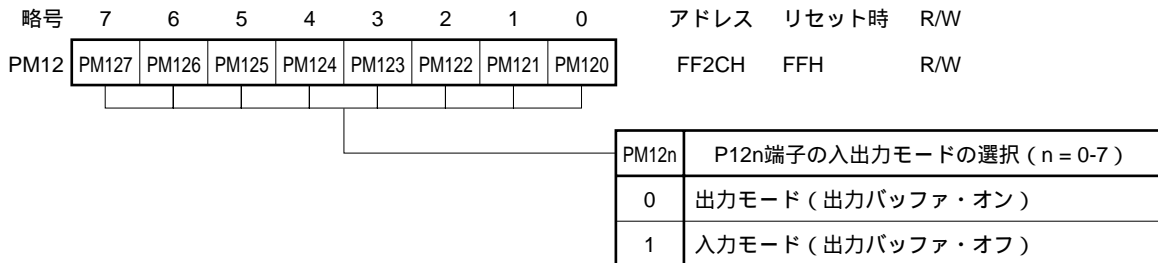 略号 7 6 5 4 3 2 1 0 アドレス リセット時 R/W
PM12 PM127 PM126 PM125 PM124 PM123 PM122 PM121 PM120 FF2CH FFH R/W
PM12n P12n端子の入出力モードの選択（n = 0-7）
0 出力モード（出力バッファ・オン）
1 入力モード（出力バッファ・オフ）